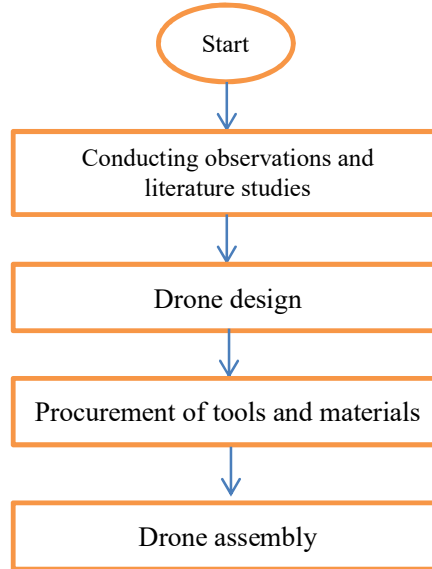 Start
Conducting observations and
literature studies
Drone design
Procurement of tools and materials
Drone assembly